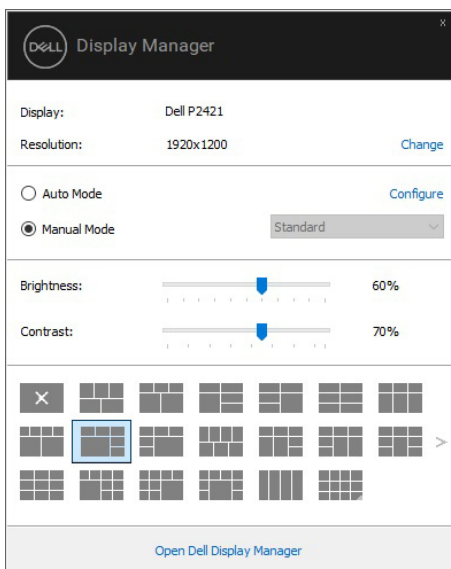 x
DELL Display Manager
Display: Dell P2421
Resolution: 1920x1200 Change
Auto Mode Configure
Manual Mode Standard
Brightness: 60%
Contrast: 70%
Open Dell Display Manager